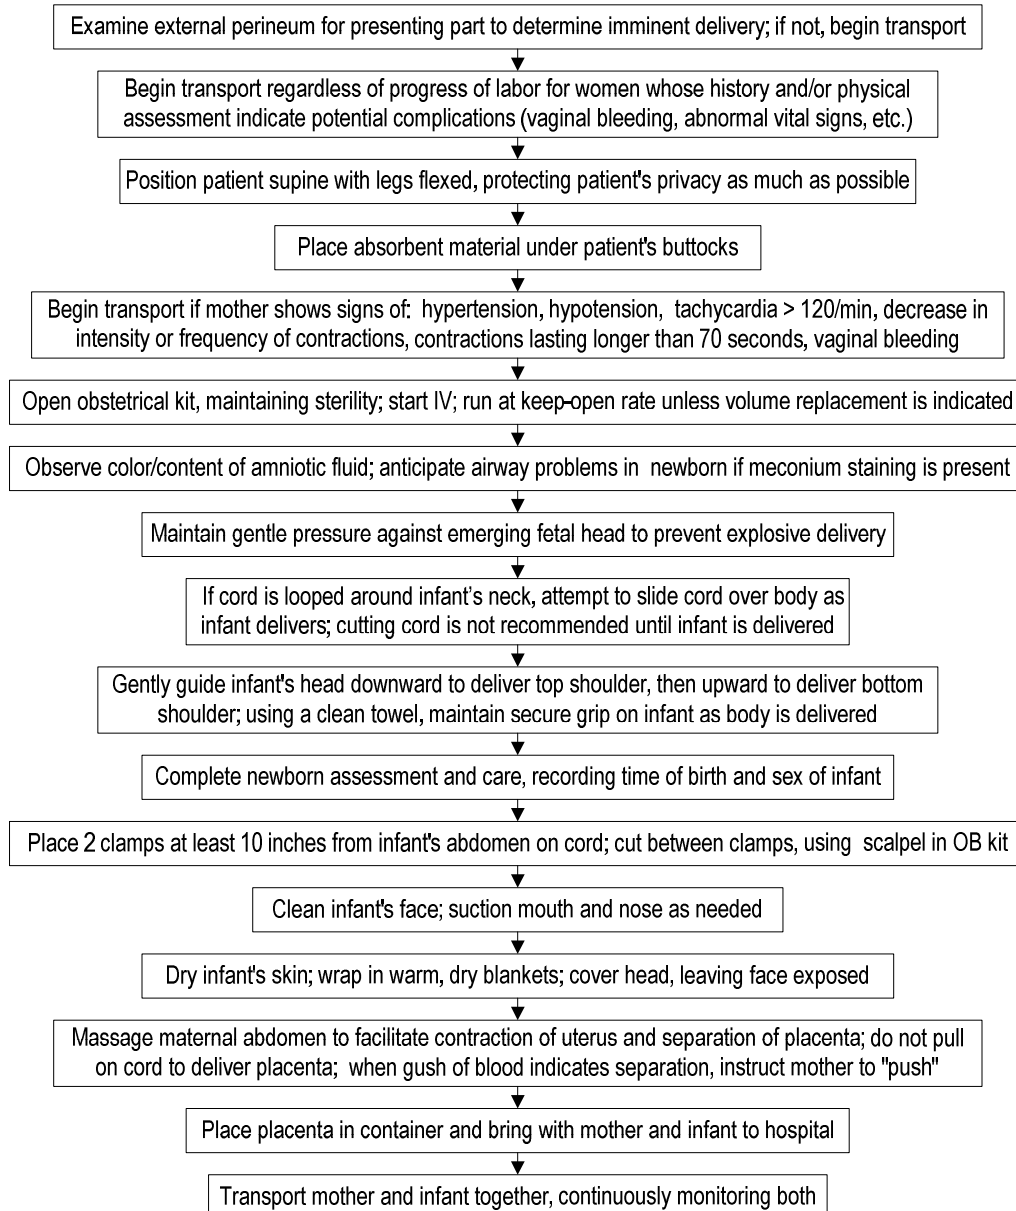 Examine external perineum for presenting part to determine imminent delivery; if not, begin transport
Begin transport regardless of progress of labor for women whose history and/or physical
assessment indicate potential complications (vaginal bleeding, abnormal vital signs, etc.)
Position patient supine with legs flexed, protecting patient's privacy as much as possible
Place absorbent material under patient's buttocks
Begin transport if mother shows signs of: hypertension, hypotension, tachycardia > 120/min, decrease in
intensity or frequency of contractions, contractions lasting longer than 70 seconds, vaginal bleeding
Open obstetrical kit, maintaining sterility; start IV; run at keep-open rate unless volume replacement is indicated
Observe color/content of amniotic fluid; anticipate airway problems in newborn if meconium staining is present
Maintain gentle pressure against emerging fetal head to prevent explosive delivery
If cord is looped around infant's neck, attempt to slide cord over body as
infant delivers; cutting cord is not recommended until infant is delivered
Gently guide infant's head downward to deliver top shoulder, then upward to deliver bottom
shoulder; using a clean towel, maintain secure grip on infant as body is delivered
Complete newborn assessment and care, recording time of birth and sex of infant
Place 2 clamps at least 10 inches from infant's abdomen on cord; cut between clamps, using scalpel in OB kit
Clean infant's face; suction mouth and nose as needed
Dry infant's skin; wrap in warm, dry blankets; cover head, leaving face exposed
Massage maternal abdomen to facilitate contraction of uterus and separation of placenta; do not pull
on cord to deliver placenta; when gush of blood indicates separation, instruct mother to "push"
Place placenta in container and bring with mother and infant to hospital
Transport mother and infant together, continuously monitoring both